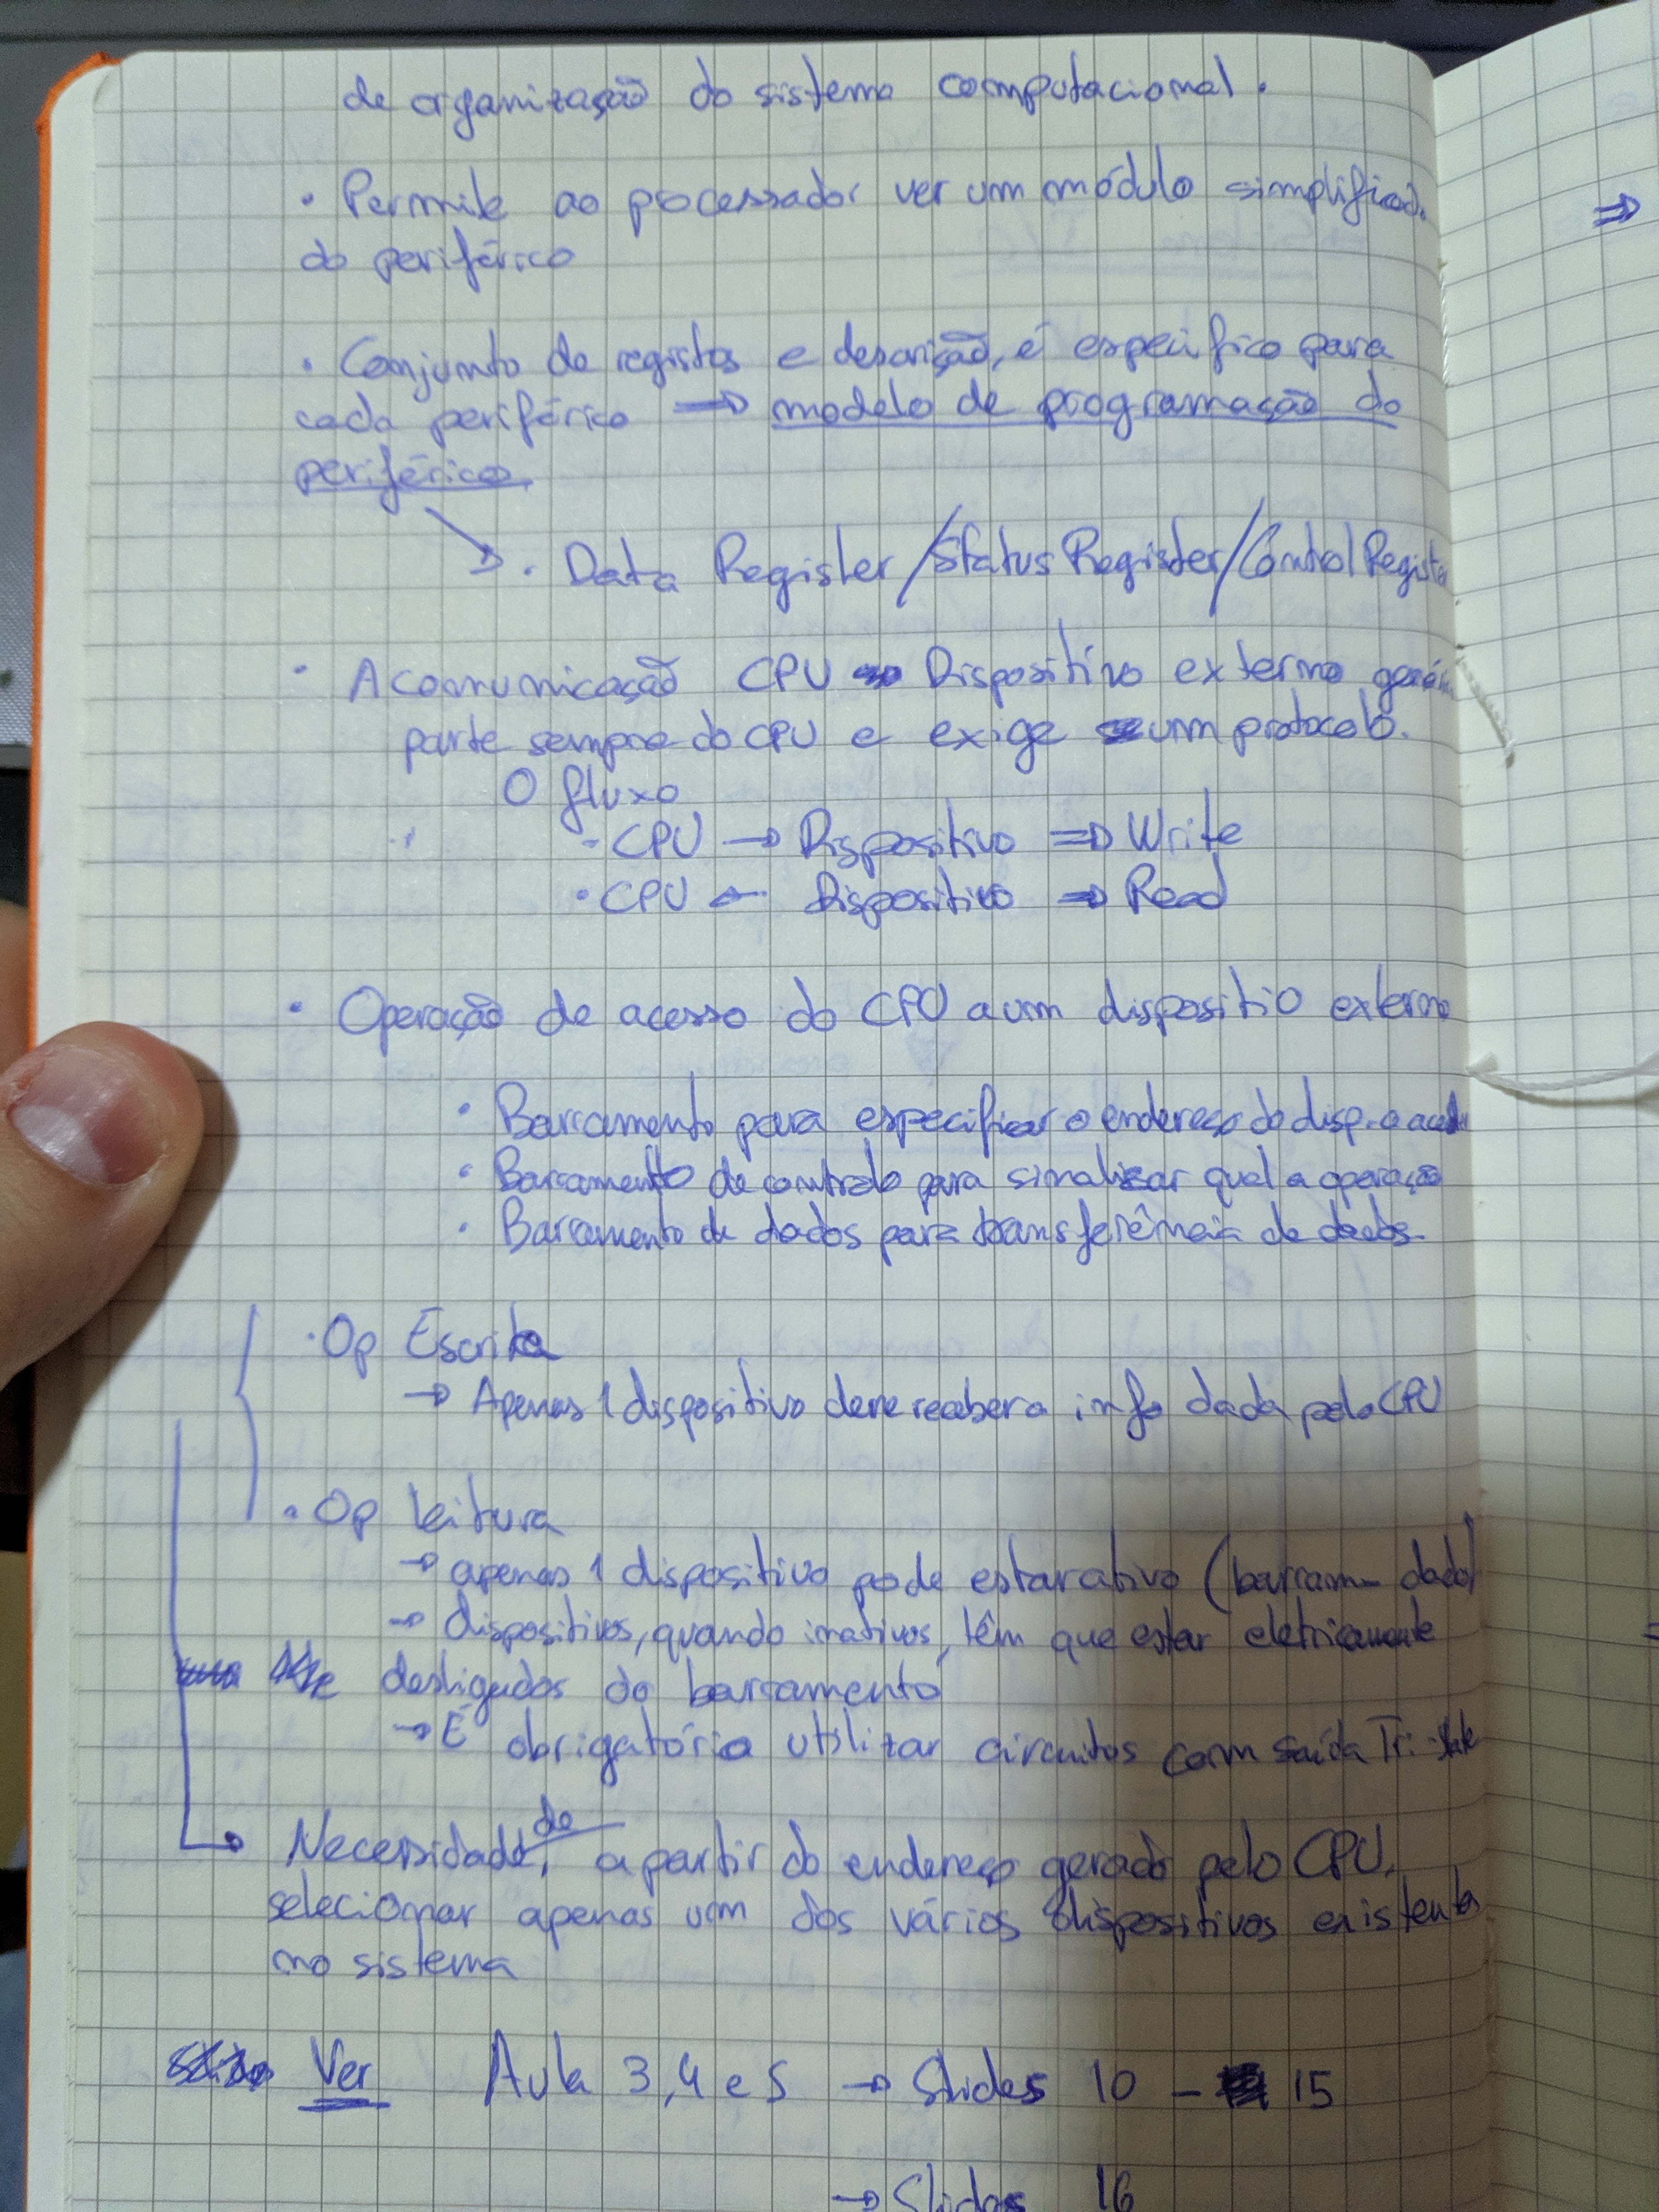 de organização do sistema computacional.
• Permite ao processador ver um módulo simplificado
do periférico
• Conjunto de registos e descrição, é específico para
cada periférico => modelo de programação do
periférico.
→ • Data Register/Status Register/Control Register
• A comunicação CPU Dispositivo externo
parte sempre do CPU e exige um protocolo.
O fluxo
- CPU → Dispositivo => Write
• CPU ← Dispositivo => Read
• Operação de acesso do CPU a um dispositio externo
• Barramento para especificar o endereço do disp. a
• Barramento de controlo para sinalizar qual a operação
• Barramento de dados para transferência de dados.
• Op Escrita
→ Apenas 1 dispositivo deve receber a info dada pelo CPU
• Op leitura
→ apenas 1 dispositivo pode estar ativo (barram- dado)
→ dispositivos, quando inativos, têm que estar eletricamente
desligados do barramento
→ É obrigatório utilizar circuitos com saída Tri-state
→ Necessidade, de a partir do endereço gerado pelo CPU,
selecionar apenas um dos vários dispositivos existentes
no sistema
Ver Aula 3, 4 e 5 → Slides 10 - 15
→ Slides 16